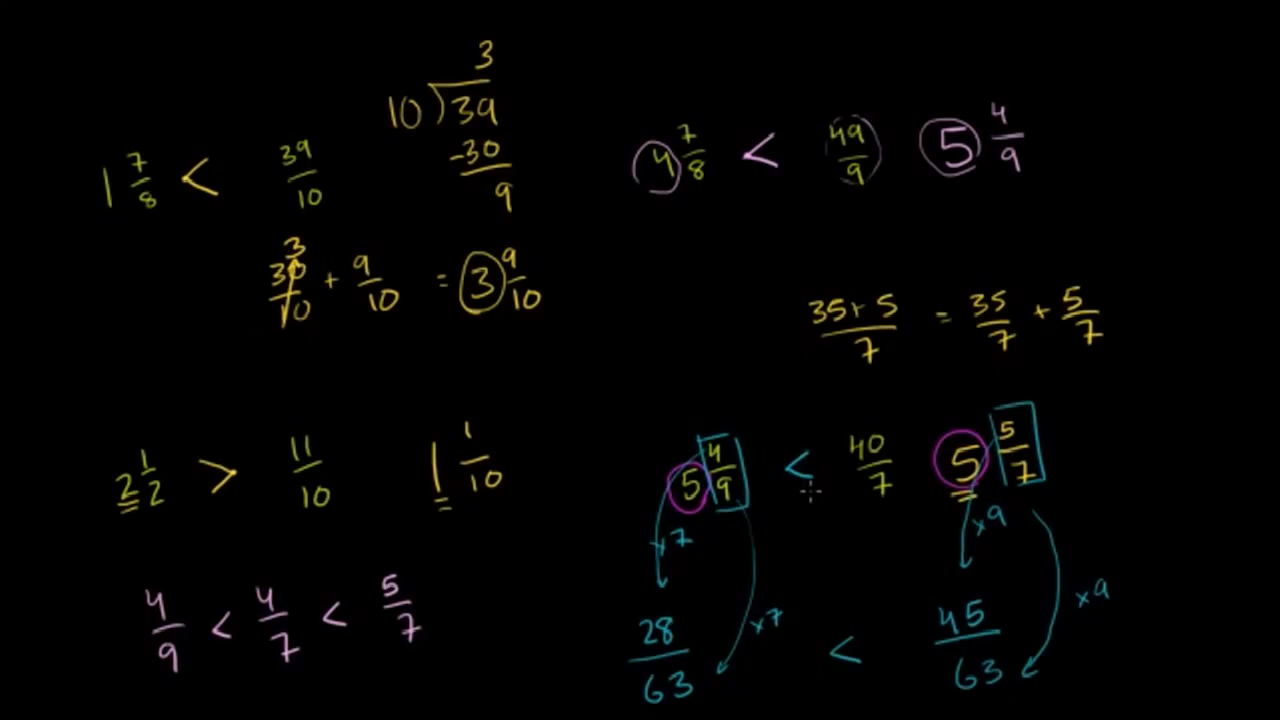 3
10 ) 39
-30
9
1 7/8 < 39/10
30/10 3 + 9/10 = 3 9/10
4 7/8 < 49/9 5 4/9
35+5/7 = 35/7 + 5/7
2 1/2 > 11/10 1 1/10
5 4/9 < 40/7 5 5/7
×7 ×9
×7 ×9
28/63 < 45/63
4/9 < 4/7 < 5/7